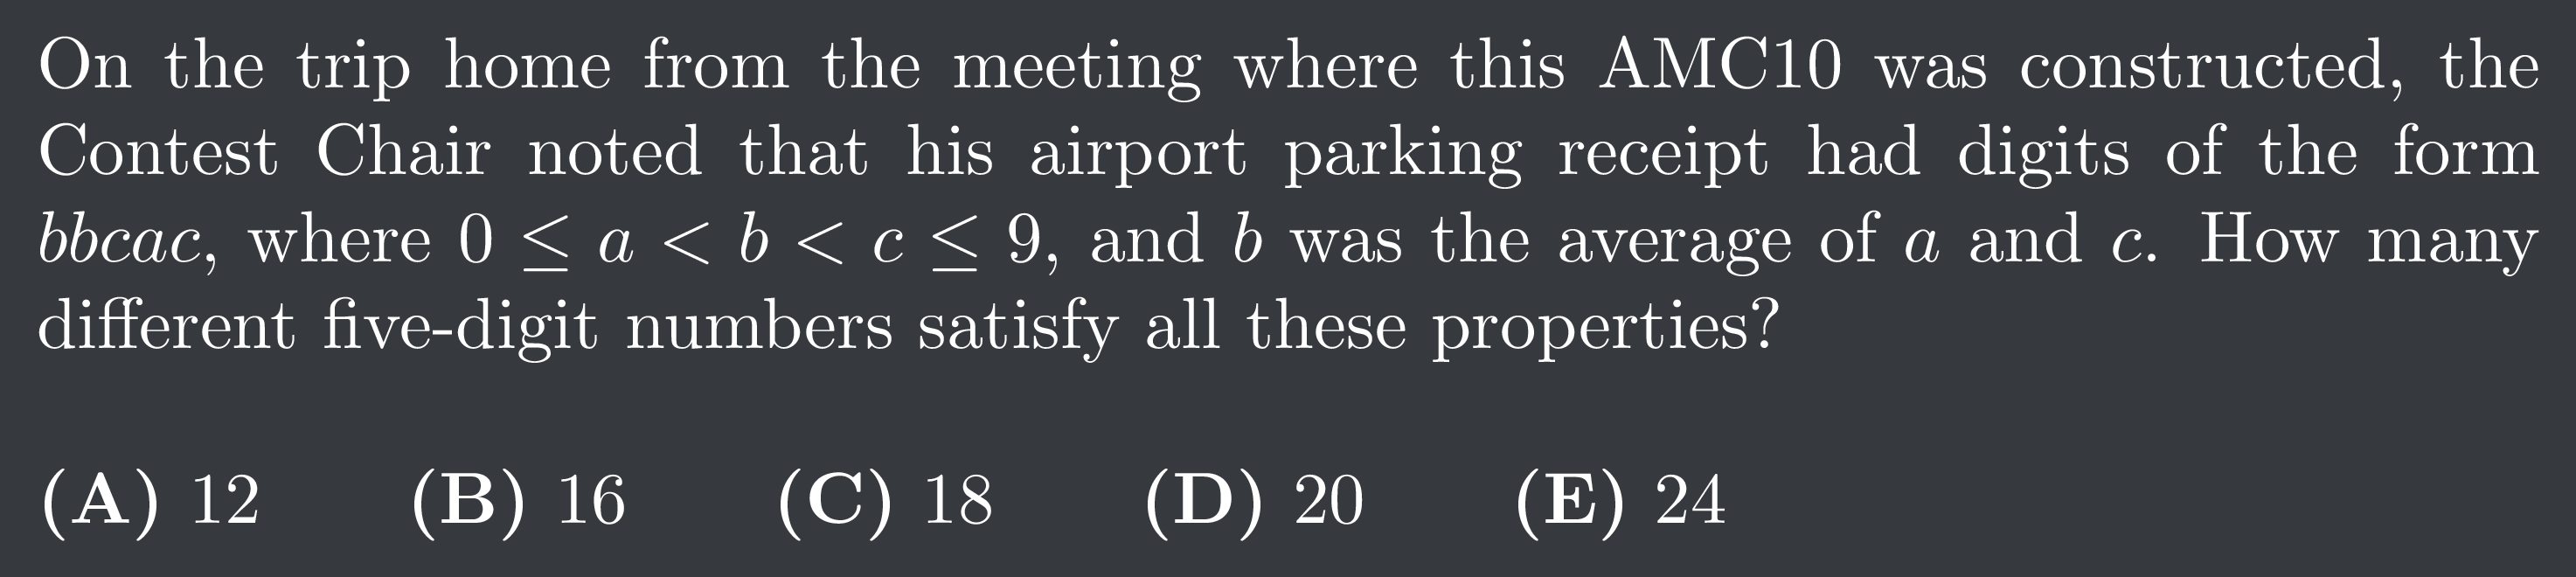 On the trip home from the meeting where this AMC10 was constructed, the
Contest Chair noted that his airport parking receipt had digits of the form
bbcac, where 0 ≤ a < b < c ≤ 9, and b was the average of a and c. How many
different five-digit numbers satisfy all these properties?
(A) 12 (B) 16 (C) 18 (D) 20 (E) 24